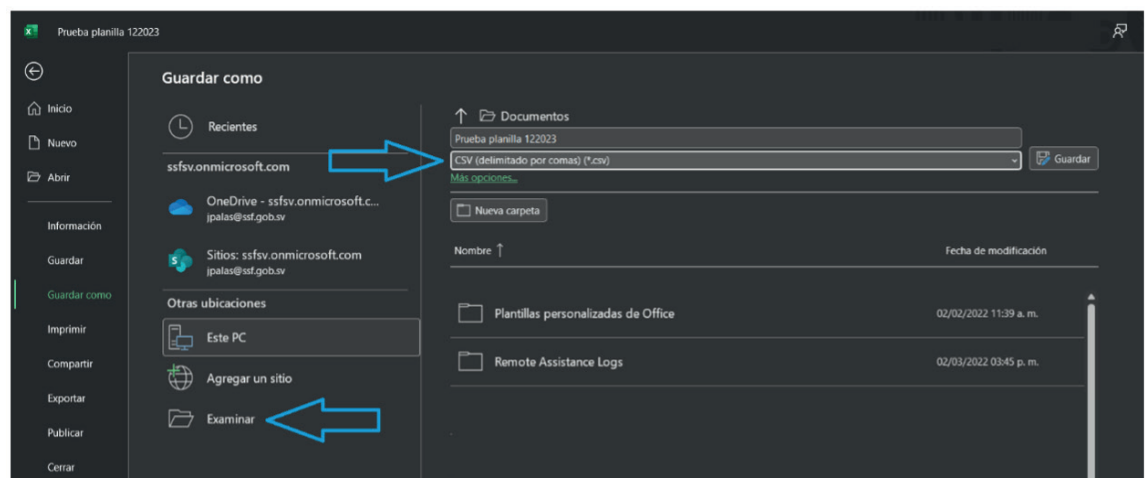 Prueba planilla 122023
Guardar como
Inicio
Nuevo
Abrir
Información
Guardar
Guardar como
Imprimir
Compartir
Exportar
Publicar
Cerrar
Recientes
ssfsv.onmicrosoft.com
OneDrive - ssfsv.onmicrosoft.c...
jpalas@ssf.gob.sv
Sitios: ssfsv.onmicrosoft.com
jpalas@ssf.gob.sv
Otras ubicaciones
Este PC
Agregar un sitio
Examinar
Documentos
Prueba planilla 122023
CSV (delimitado por comas) (*.csv)
Guardar
Más opciones...
Nueva carpeta
Nombre ↑ Fecha de modificación
Plantillas personalizadas de Office 02/02/2022 11:39 a. m.
Remote Assistance Logs 02/03/2022 03:45 p. m.